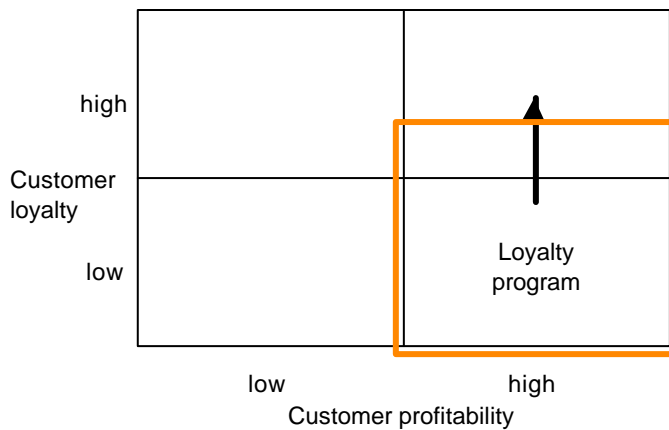 high
Customer
loyalty
low
Loyalty
program
low high
Customer profitability